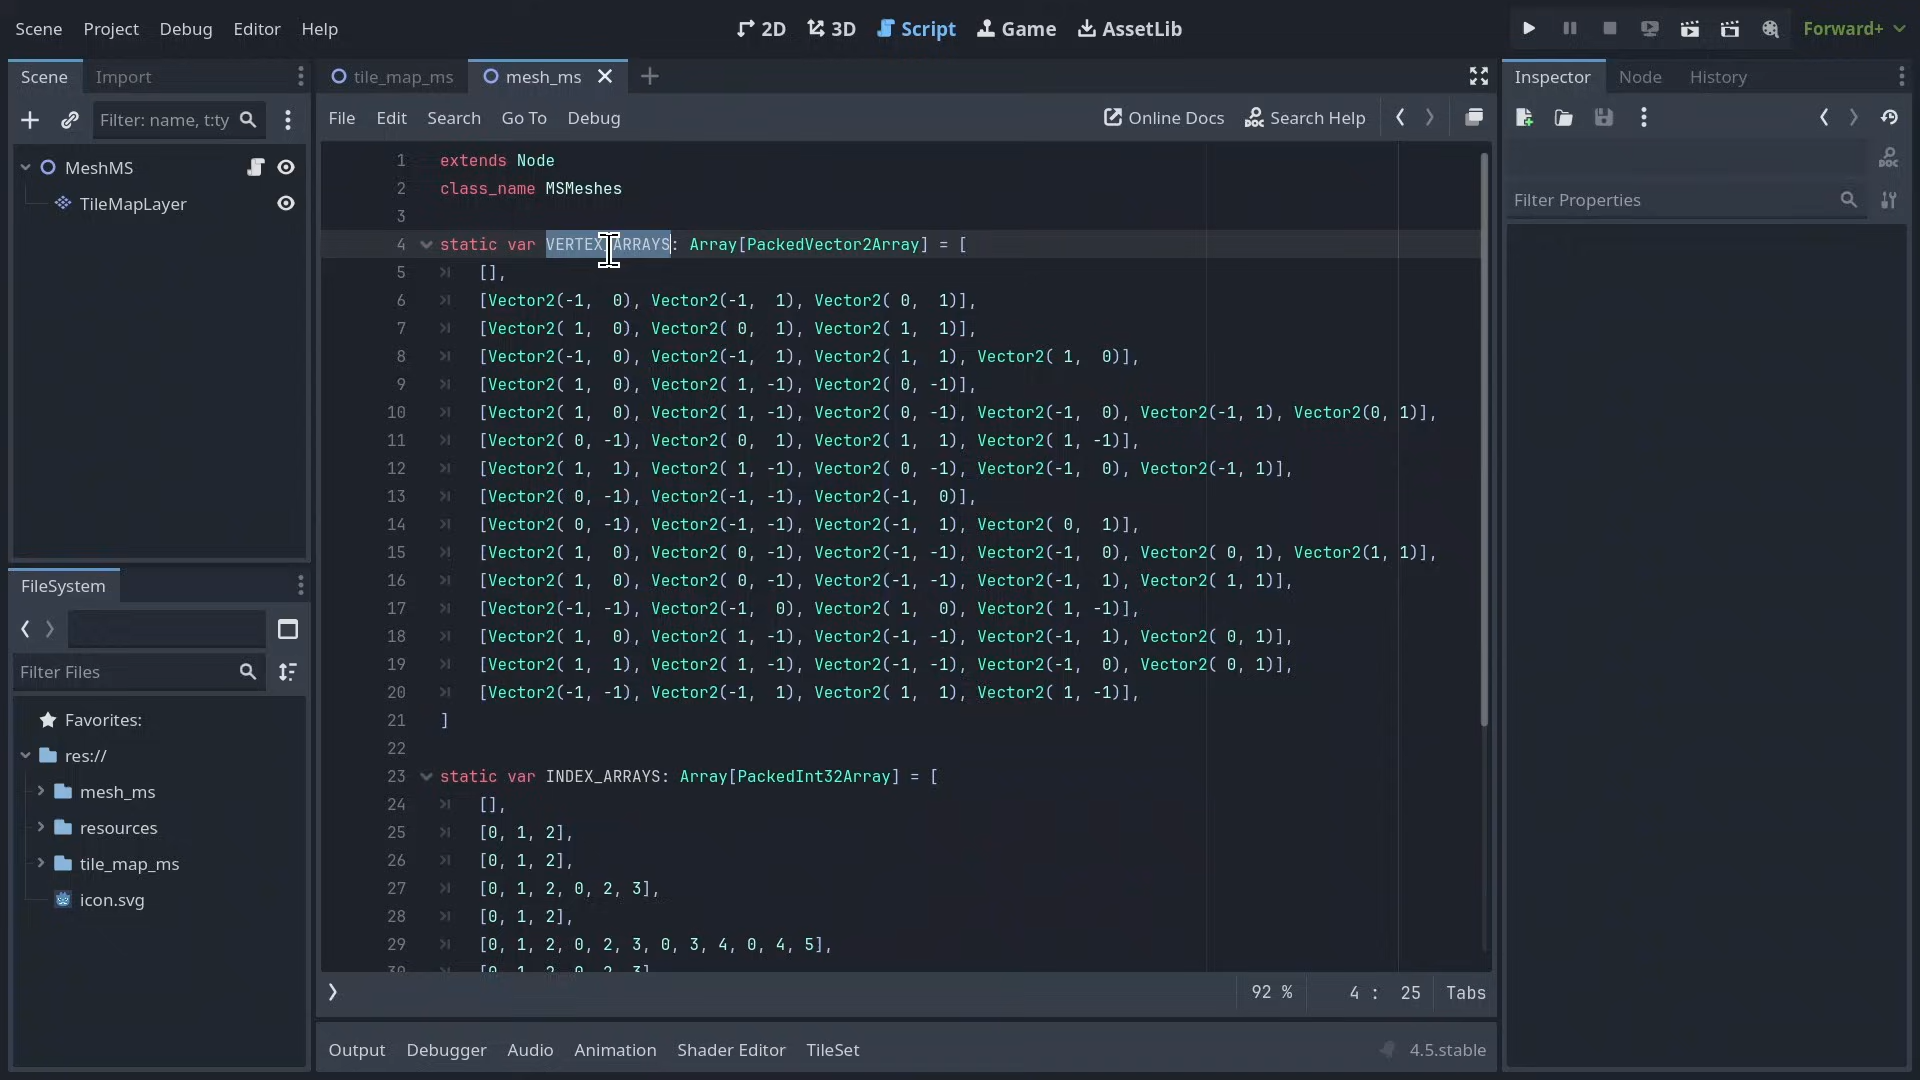 Scene Project Debug Editor Help
2D 3D Script Game AssetLib
Forward+
Scene Import
Filter: name, t:ty
MeshMS
TileMapLayer
FileSystem
Filter Files
Favorites:
res://
mesh_ms
resources
tile_map_ms
icon.svg
tile_map_ms mesh_ms
File Edit Search Go To Debug Online Docs Search Help
1 extends Node
2 class_name MSMeshes
3
4 static var VERTEX_ARRAYS: Array[PackedVector2Array] = [
5 [],
6 [Vector2(-1,  0), Vector2(-1,  1), Vector2( 0,  1)],
7 [Vector2( 1,  0), Vector2( 0,  1), Vector2( 1,  1)],
8 [Vector2(-1,  0), Vector2(-1,  1), Vector2( 1,  1), Vector2( 1,  0)],
9 [Vector2( 1,  0), Vector2( 1, -1), Vector2( 0, -1)],
10 [Vector2( 1,  0), Vector2( 1, -1), Vector2( 0, -1), Vector2(-1,  0), Vector2(-1, 1), Vector2(0, 1)],
11 [Vector2( 0, -1), Vector2( 0,  1), Vector2( 1,  1), Vector2( 1, -1)],
12 [Vector2( 1,  1), Vector2( 1, -1), Vector2( 0, -1), Vector2(-1,  0), Vector2(-1, 1)],
13 [Vector2( 0, -1), Vector2(-1, -1), Vector2(-1,  0)],
14 [Vector2( 0, -1), Vector2(-1, -1), Vector2(-1,  1), Vector2( 0,  1)],
15 [Vector2( 1,  0), Vector2( 0, -1), Vector2(-1, -1), Vector2(-1,  0), Vector2( 0, 1), Vector2(1, 1)],
16 [Vector2( 1,  0), Vector2( 0, -1), Vector2(-1, -1), Vector2(-1,  1), Vector2( 1, 1)],
17 [Vector2(-1, -1), Vector2(-1,  0), Vector2( 1,  0), Vector2( 1, -1)],
18 [Vector2( 1,  0), Vector2( 1, -1), Vector2(-1, -1), Vector2(-1,  1), Vector2( 0, 1)],
19 [Vector2( 1,  1), Vector2( 1, -1), Vector2(-1, -1), Vector2(-1,  0), Vector2( 0, 1)],
20 [Vector2(-1, -1), Vector2(-1,  1), Vector2( 1,  1), Vector2( 1, -1)],
21 ]
22
23 static var INDEX_ARRAYS: Array[PackedInt32Array] = [
24 [],
25 [0, 1, 2],
26 [0, 1, 2],
27 [0, 1, 2, 0, 2, 3],
28 [0, 1, 2],
29 [0, 1, 2, 0, 2, 3, 0, 3, 4, 0, 4, 5],
30 [0, 1, 2, 0, 2, 3]
92 % 4 : 25 Tabs
Output Debugger Audio Animation Shader Editor TileSet 4.5.stable
Inspector Node History
Filter Properties